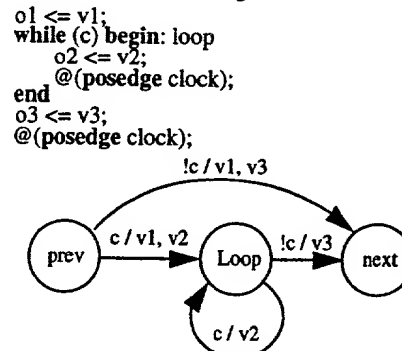 o1 <= v1;
while (c) begin: loop
o2 <= v2;
@(posedge clock);
end
o3 <= v3;
@(posedge clock);
!c / v1, v3
prev
c / v1, v2
Loop
!c / v3
next
c / v2